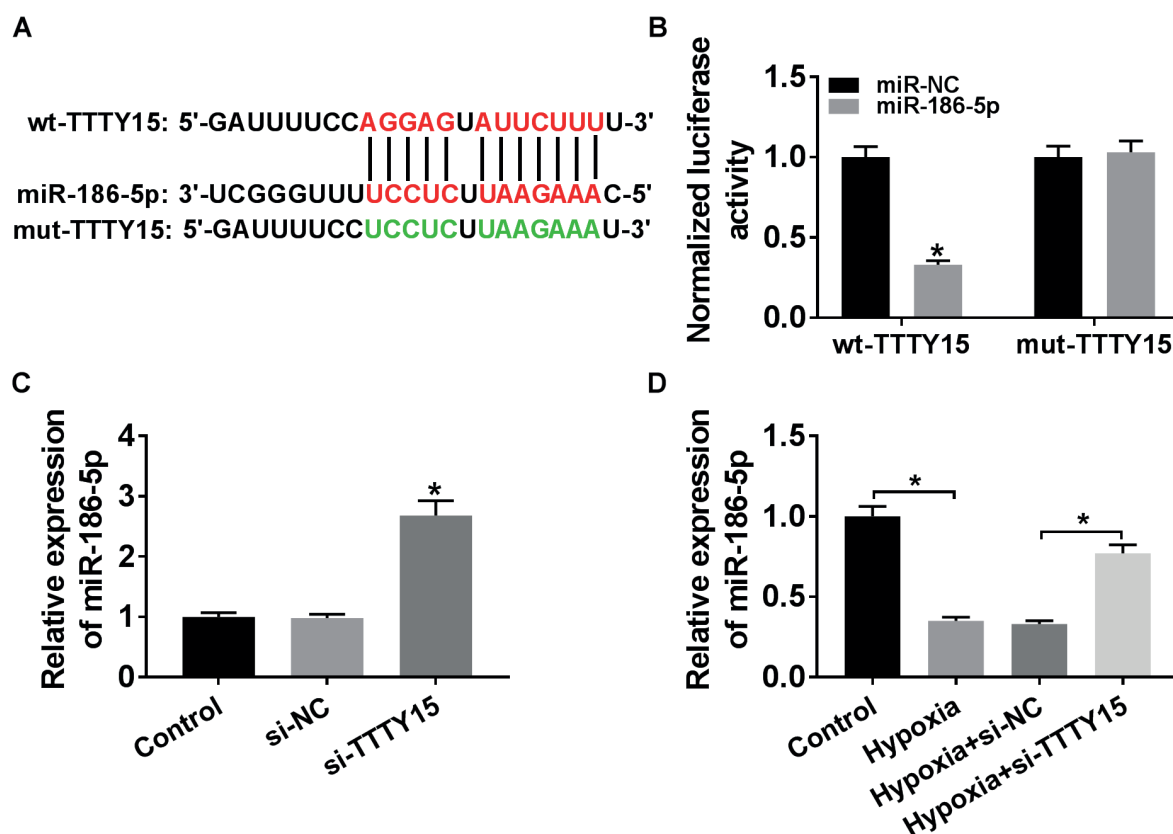 A
wt-TTTY15: 5'-GAUUUUCCAGGAGUAUUCUUUU-3'
miR-186-5p: 3'-UCGGGUUUUCCUCUUAAGAAAC-5'
mut-TTTY15: 5'-GAUUUUCCUCCUCUUAAGAAAU-3'
B
Normalized luciferase
activity
1.5
1.0
0.5
0.0
miR-NC
miR-186-5p
*
wt-TTTY15
mut-TTTY15
C
Relative expression
of miR-186-5p
4
3
2
1
0
*
Control
si-NC
si-TTTY15
D
Relative expression
of miR-186-5p
1.5
1.0
0.5
0.0
*
*
Control
Hypoxia
Hypoxia+si-NC
Hypoxia+si-TTTY15